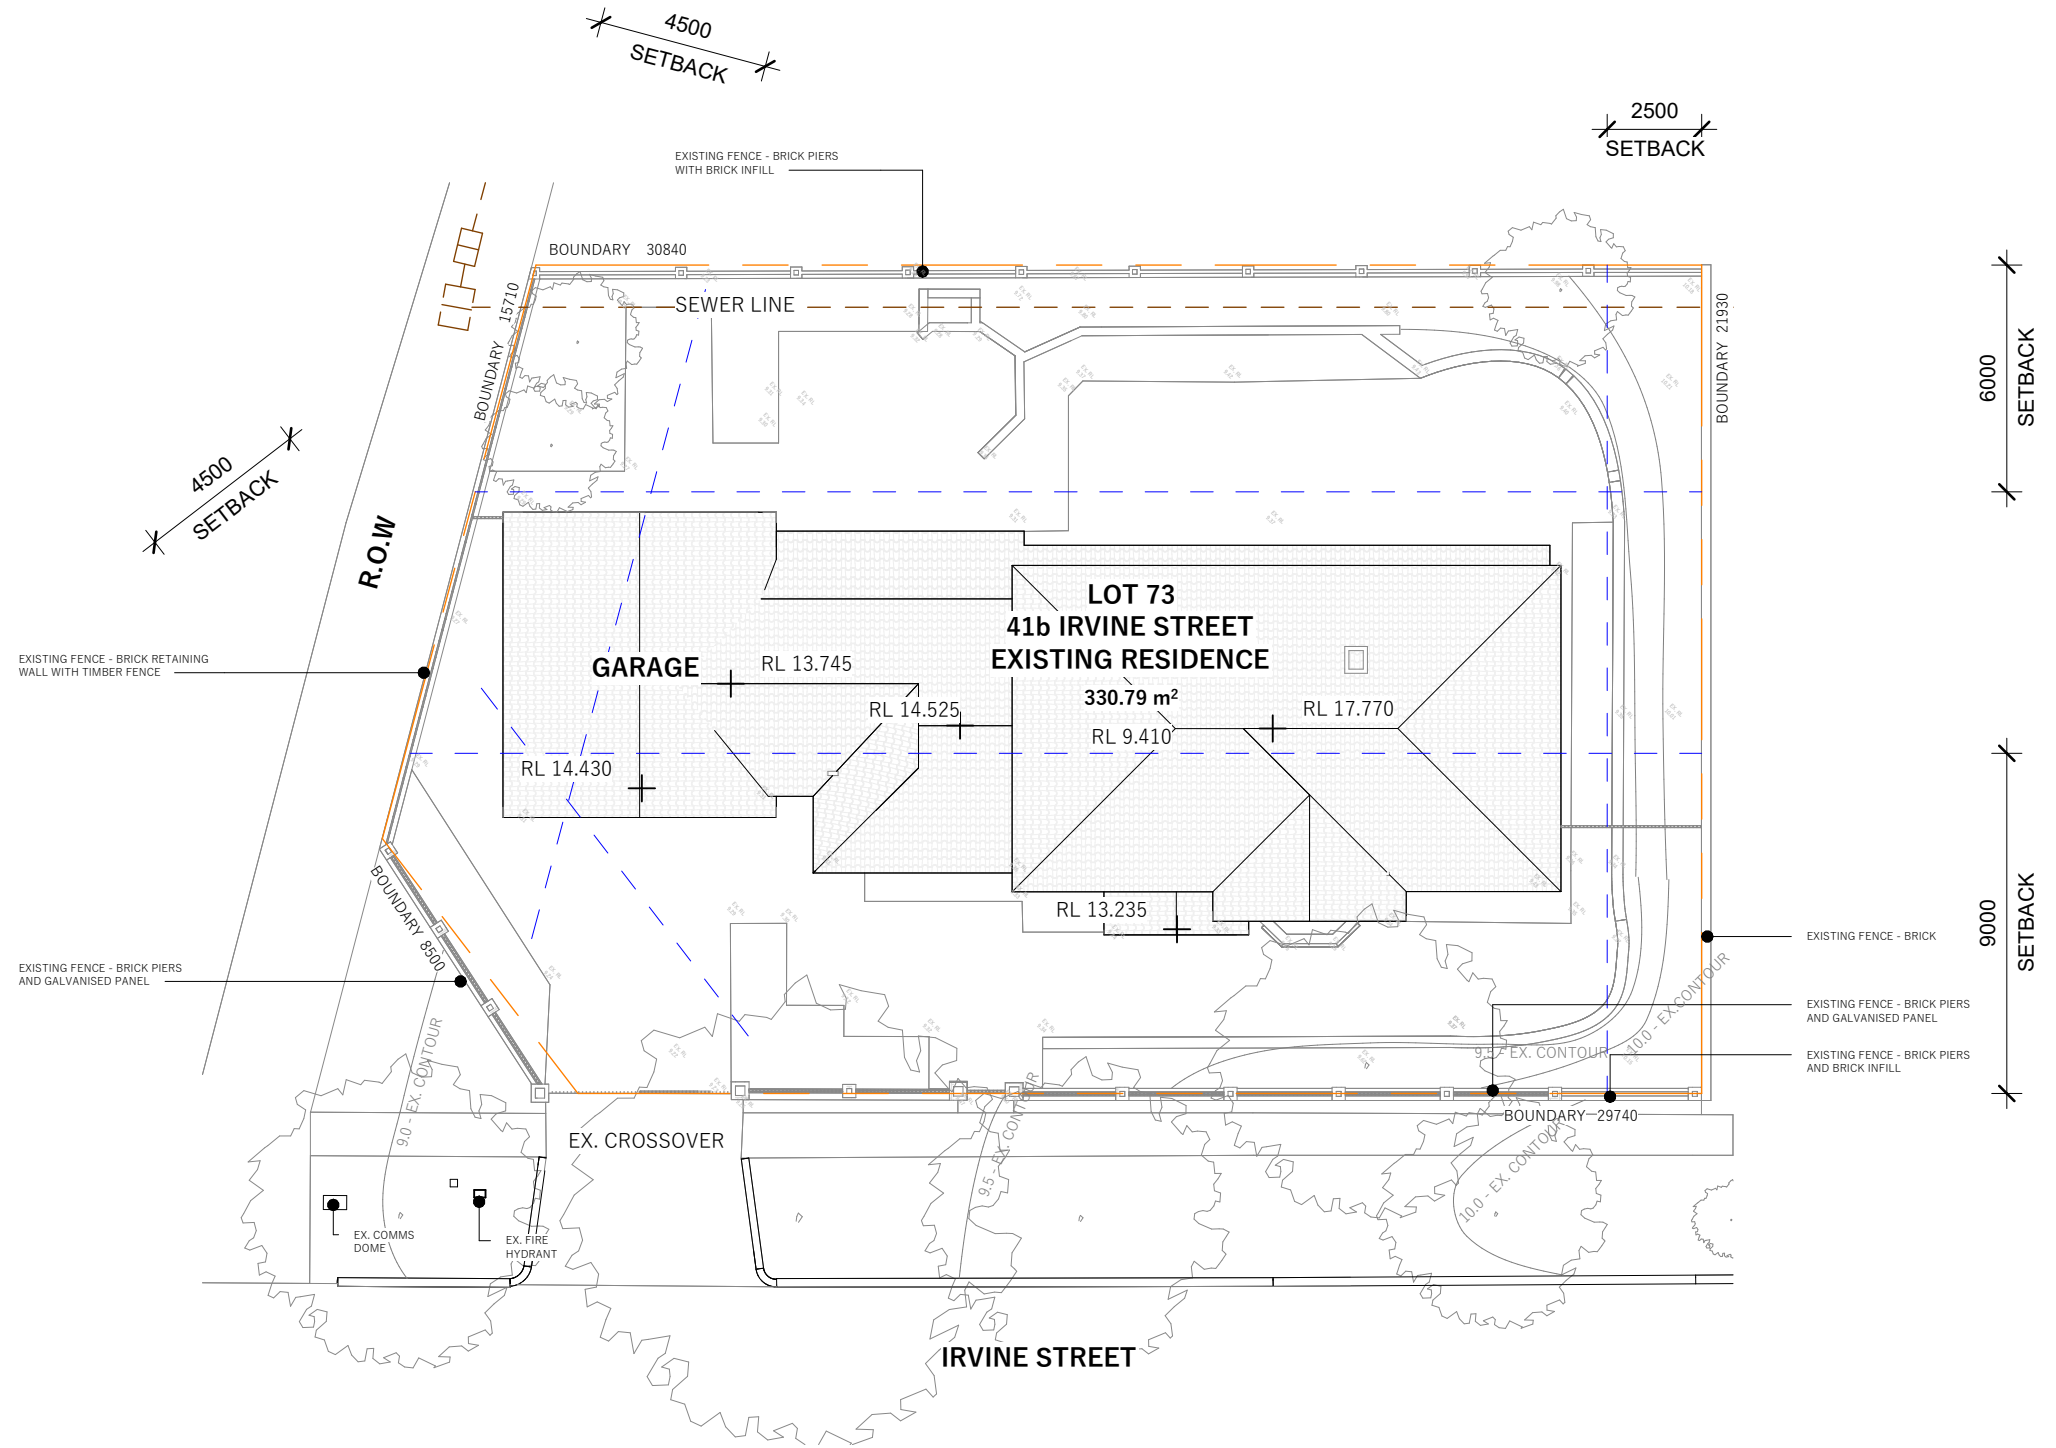 4500
SETBACK
2500
SETBACK
EXISTING FENCE - BRICK PIERS
WITH BRICK INFILL
BOUNDARY 30840
SEWER LINE
BOUNDARY 15710
BOUNDARY 21930
6000
SETBACK
4500
SETBACK
R.O.W
LOT 73
41b IRVINE STREET
EXISTING RESIDENCE
330.79 m²
GARAGE
RL 13.745
RL 14.525
RL 17.770
RL 9.410
RL 14.430
RL 13.235
EXISTING FENCE - BRICK RETAINING
WALL WITH TIMBER FENCE
BOUNDARY 8500
EXISTING FENCE - BRICK PIERS
AND GALVANISED PANEL
9000
SETBACK
EXISTING FENCE - BRICK
EXISTING FENCE - BRICK PIERS
AND GALVANISED PANEL
EXISTING FENCE - BRICK PIERS
AND BRICK INFILL
9.0 - EX. CONTOUR
9.5 - EX. CONTOUR
10.0 - EX.CONTOUR
BOUNDARY 29740
EX. CROSSOVER
9.5 - EX. CONTOUR
10.0 - EX.CONTOUR
EX. COMMS
DOME
EX. FIRE
HYDRANT
IRVINE STREET